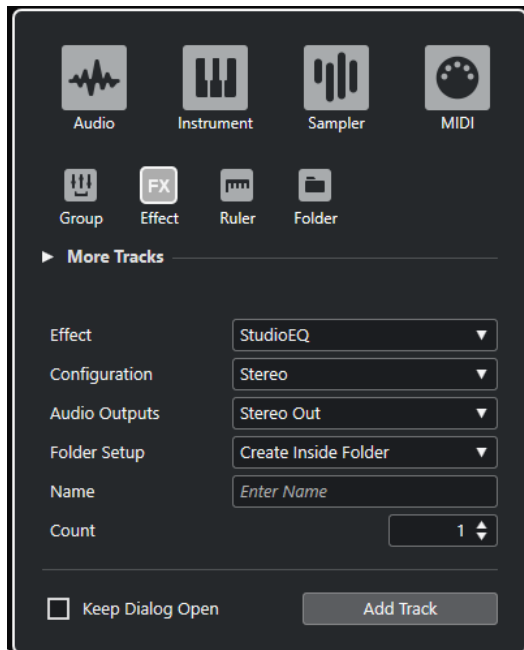 Audio Instrument Sampler MIDI
FX
Group Effect Ruler Folder
More Tracks
Effect StudioEQ
Configuration Stereo
Audio Outputs Stereo Out
Folder Setup Create Inside Folder
Name Enter Name
Count 1
Keep Dialog Open Add Track